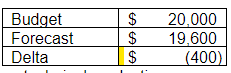 Budget $ 20,000
Forecast $ 19,600
Delta $ (400)